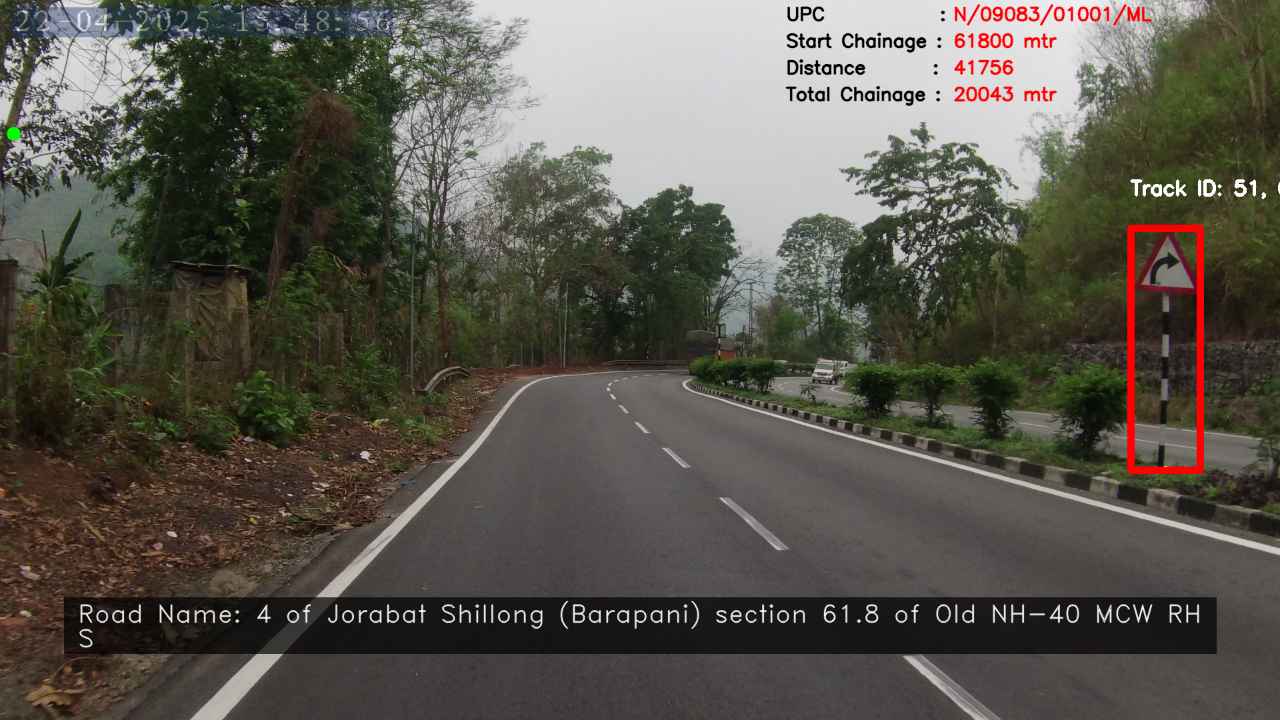 22-04-2025 15:48:56
UPC : N/09083/01001/ML
Start Chainage : 61800 mtr
Distance : 41756
Total Chainage : 20043 mtr
Track ID: 51,
Road Name: 4 of Jorabat Shillong (Barapani) section 61.8 of Old NH-40 MCW RH
S